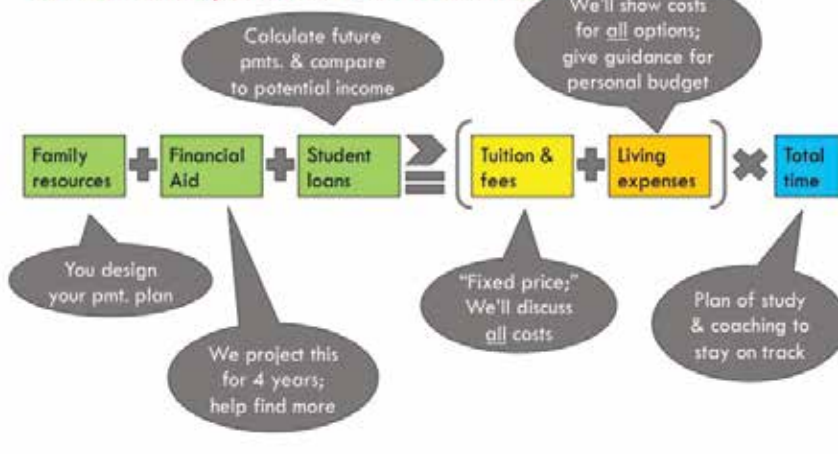 Calculate future
pmts. & compare
to potential income
We'll show costs
for all options;
give guidance for
personal budget
Family
resources
+
Financial
Aid
+
Student
loans
≥
(
Tuition &
fees
+
Living
expenses
)
×
Total
time
You design
your pmt. plan
We project this
for 4 years;
help find more
"Fixed price;"
We'll discuss
all costs
Plan of study
& coaching to
stay on track